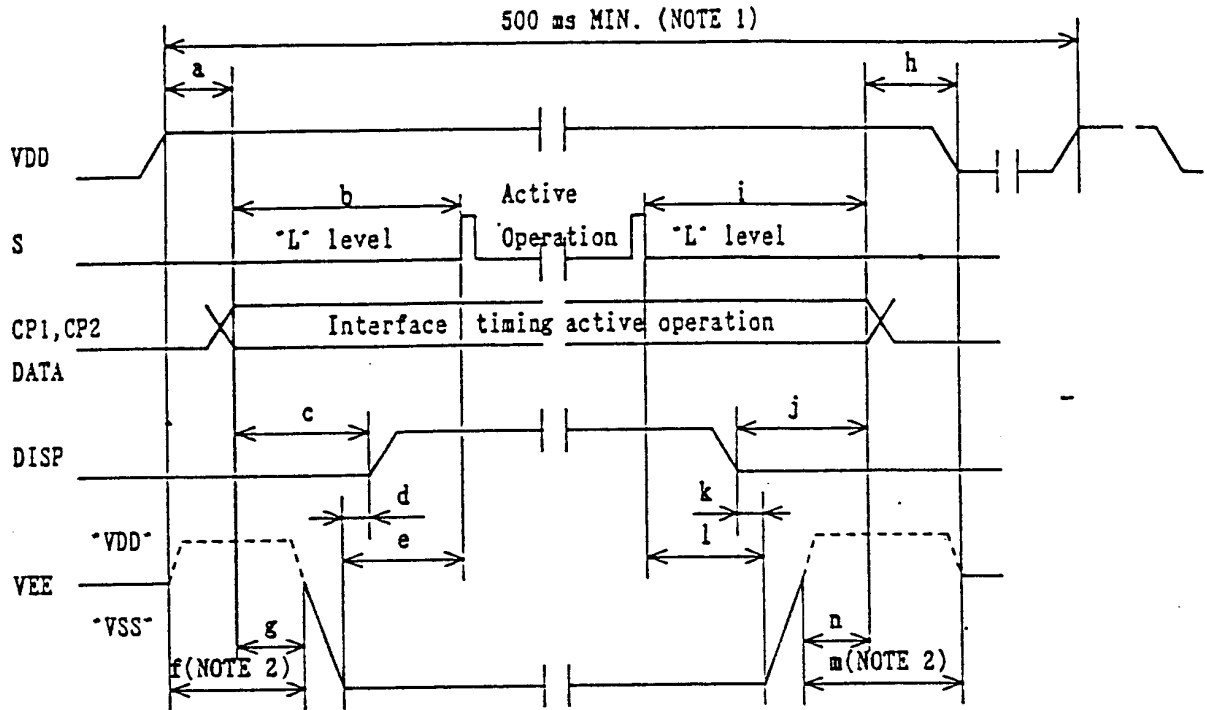 500 ms MIN. (NOTE 1)
a
h
VDD
b
Active
i
S
"L" level
Operation
"L" level
CP1,CP2
Interface timing active operation
DATA
c
j
DISP
d
k
"VDD"
e
l
VEE
"VSS"
g
n
f(NOTE 2)
m(NOTE 2)